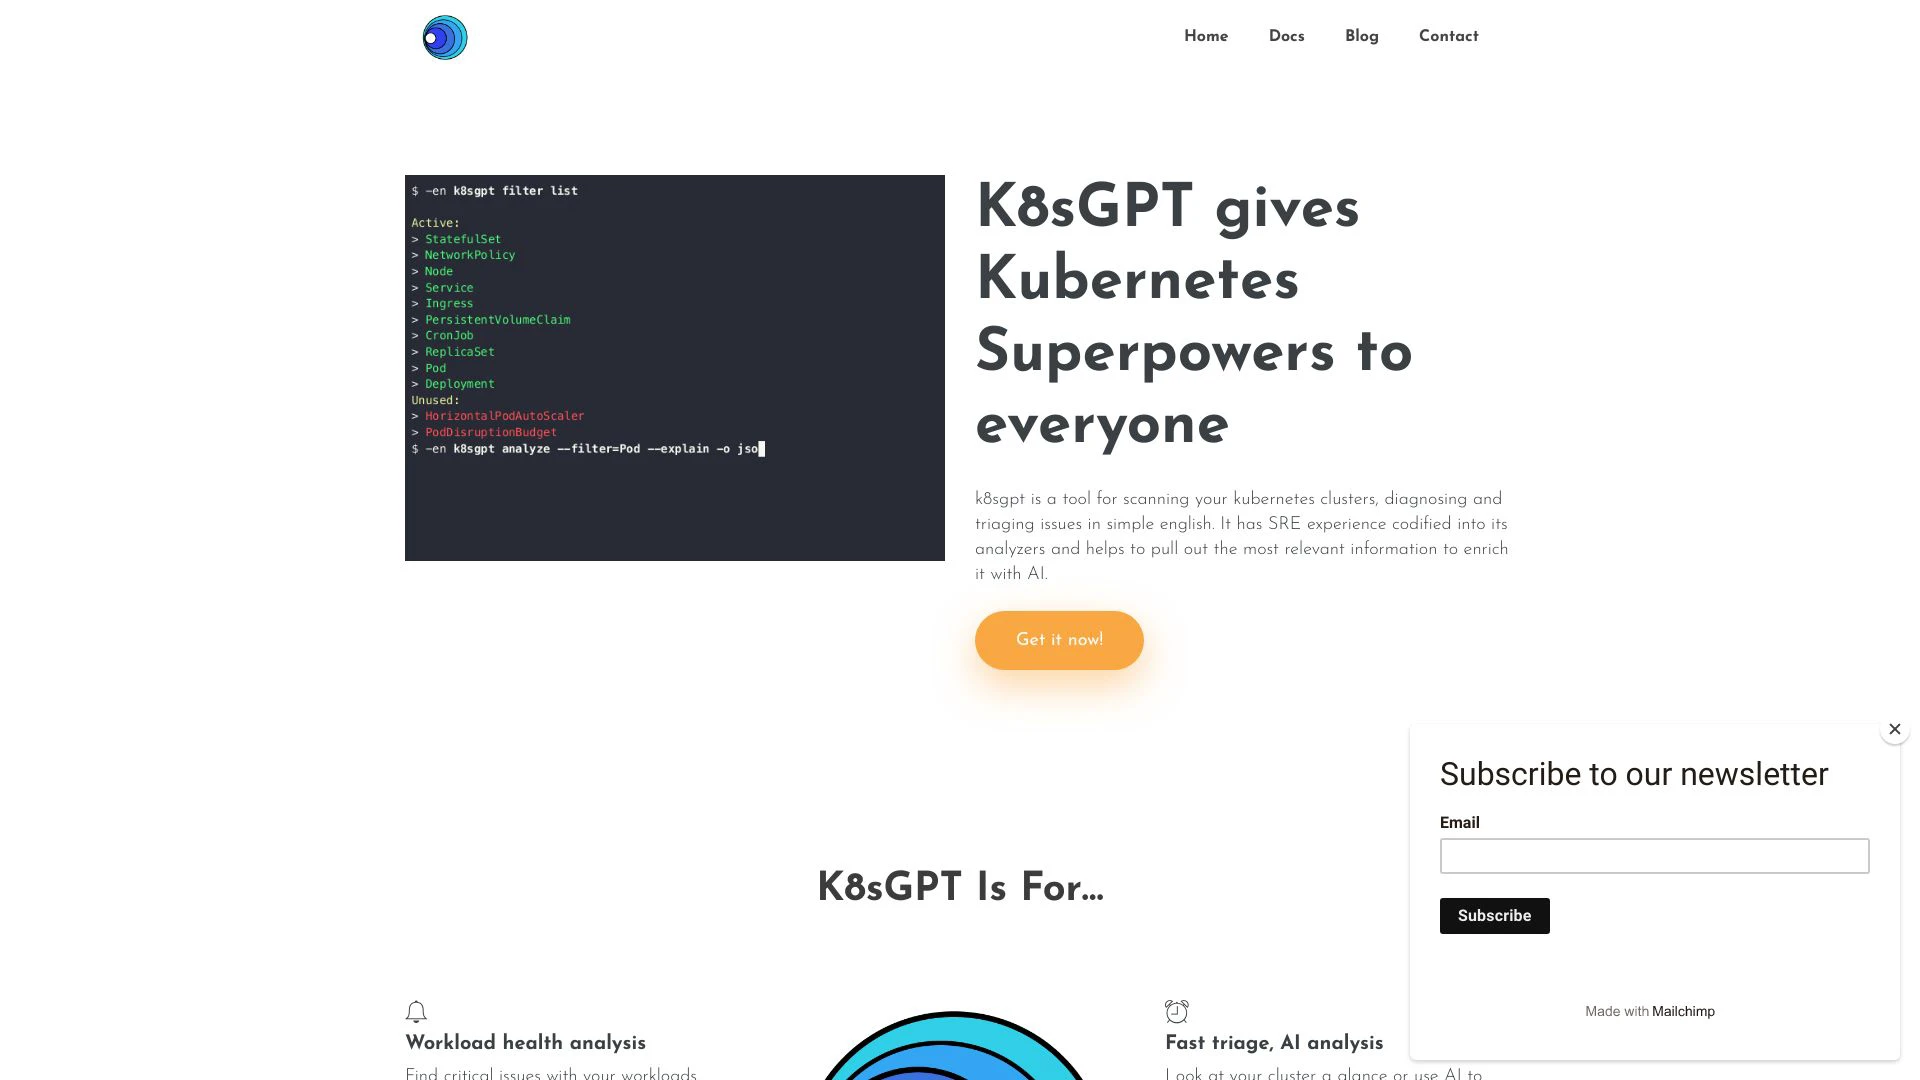 Home
Docs
Blog
Contact
$ -en k8sgpt filter list
Active:
> StatefulSet
> NetworkPolicy
> Node
> Service
> Ingress
> PersistentVolumeClaim
> CronJob
> ReplicaSet
> Pod
> Deployment
Unused:
> HorizontalPodAutoScaler
> PodDisruptionBudget
$ -en k8sgpt analyze --filter=Pod --explain -o jso
K8sGPT gives
Kubernetes
Superpowers to
everyone
k8sgpt is a tool for scanning your kubernetes clusters, diagnosing and
triaging issues in simple english. It has SRE experience codified into its
analyzers and helps to pull out the most relevant information to enrich
it with AI.
Get it now!
K8sGPT Is For...
Workload health analysis
Find critical issues with your workloads
Fast triage, AI analysis
Look at your cluster a glance or use AI to
Subscribe to our newsletter
Email
Subscribe
Made with Mailchimp